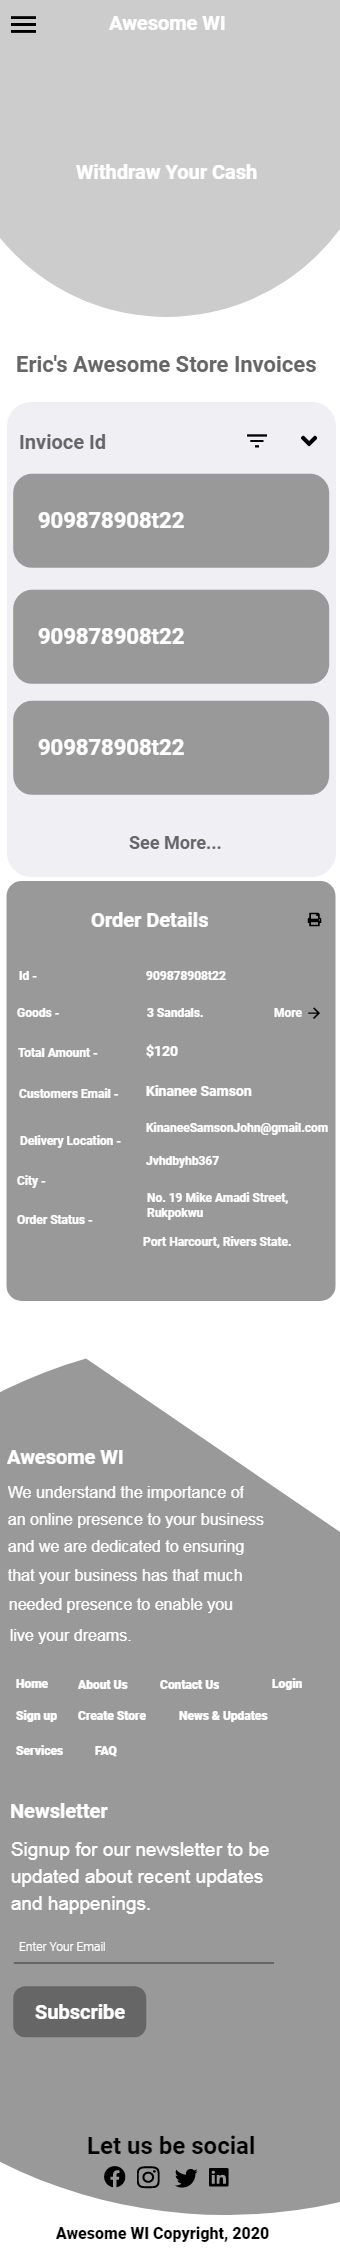 Awesome WI
Withdraw Your Cash
Eric's Awesome Store Invoices
Invioce Id
909878908t22
909878908t22
909878908t22
See More...
Order Details
Id - 909878908t22
Goods - 3 Sandals. More
Total Amount - $120
Customers Email - Kinanee Samson
KinaneeSamsonJohn@gmail.com
Delivery Location -
Jvhdbyhb367
City -
No. 19 Mike Amadi Street,
Rukpokwu
Order Status -
Port Harcourt, Rivers State.
Awesome WI
We understand the importance of
an online presence to your business
and we are dedicated to ensuring
that your business has that much
needed presence to enable you
live your dreams.
Home About Us Contact Us Login
Sign up Create Store News & Updates
Services FAQ
Newsletter
Signup for our newsletter to be
updated about recent updates
and happenings.
Enter Your Email
Subscribe
Let us be social
Awesome WI Copyright, 2020